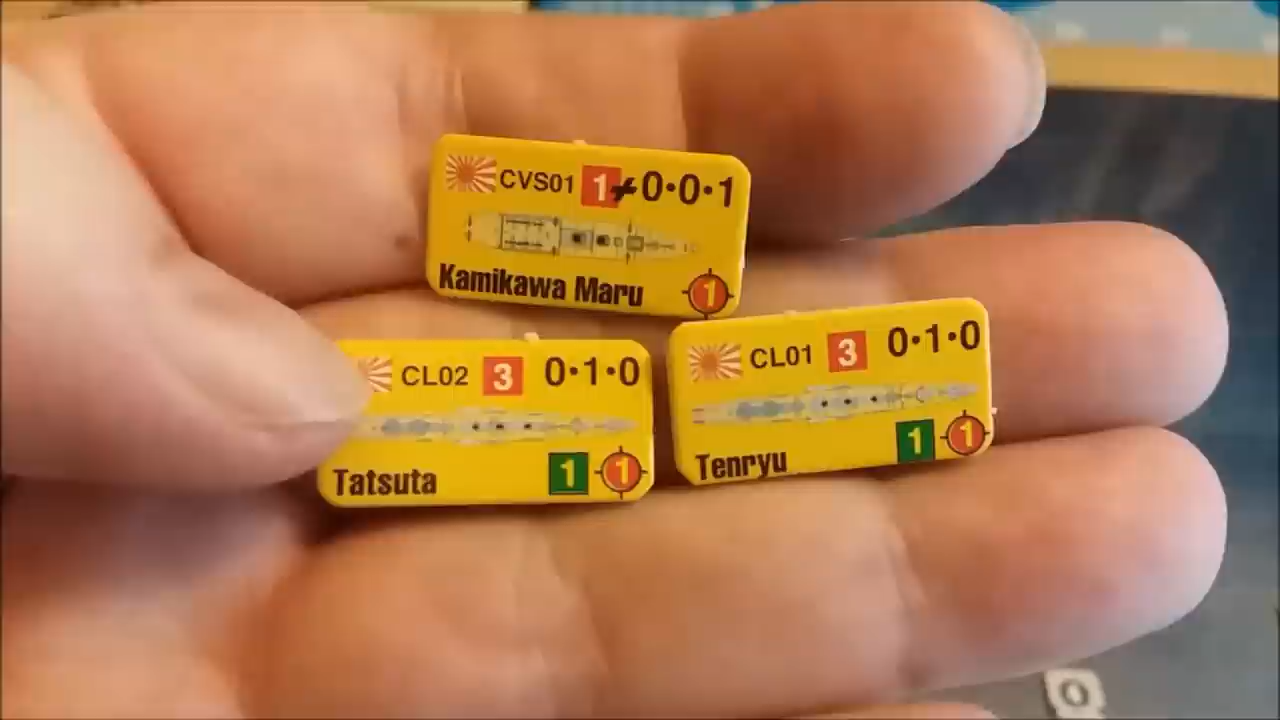 CVS01 1 0·0·1
Kamikawa Maru 1
CL02 3 0·1·0
Tatsuta 1 1
CL01 3 0·1·0
Tenryu 1 1